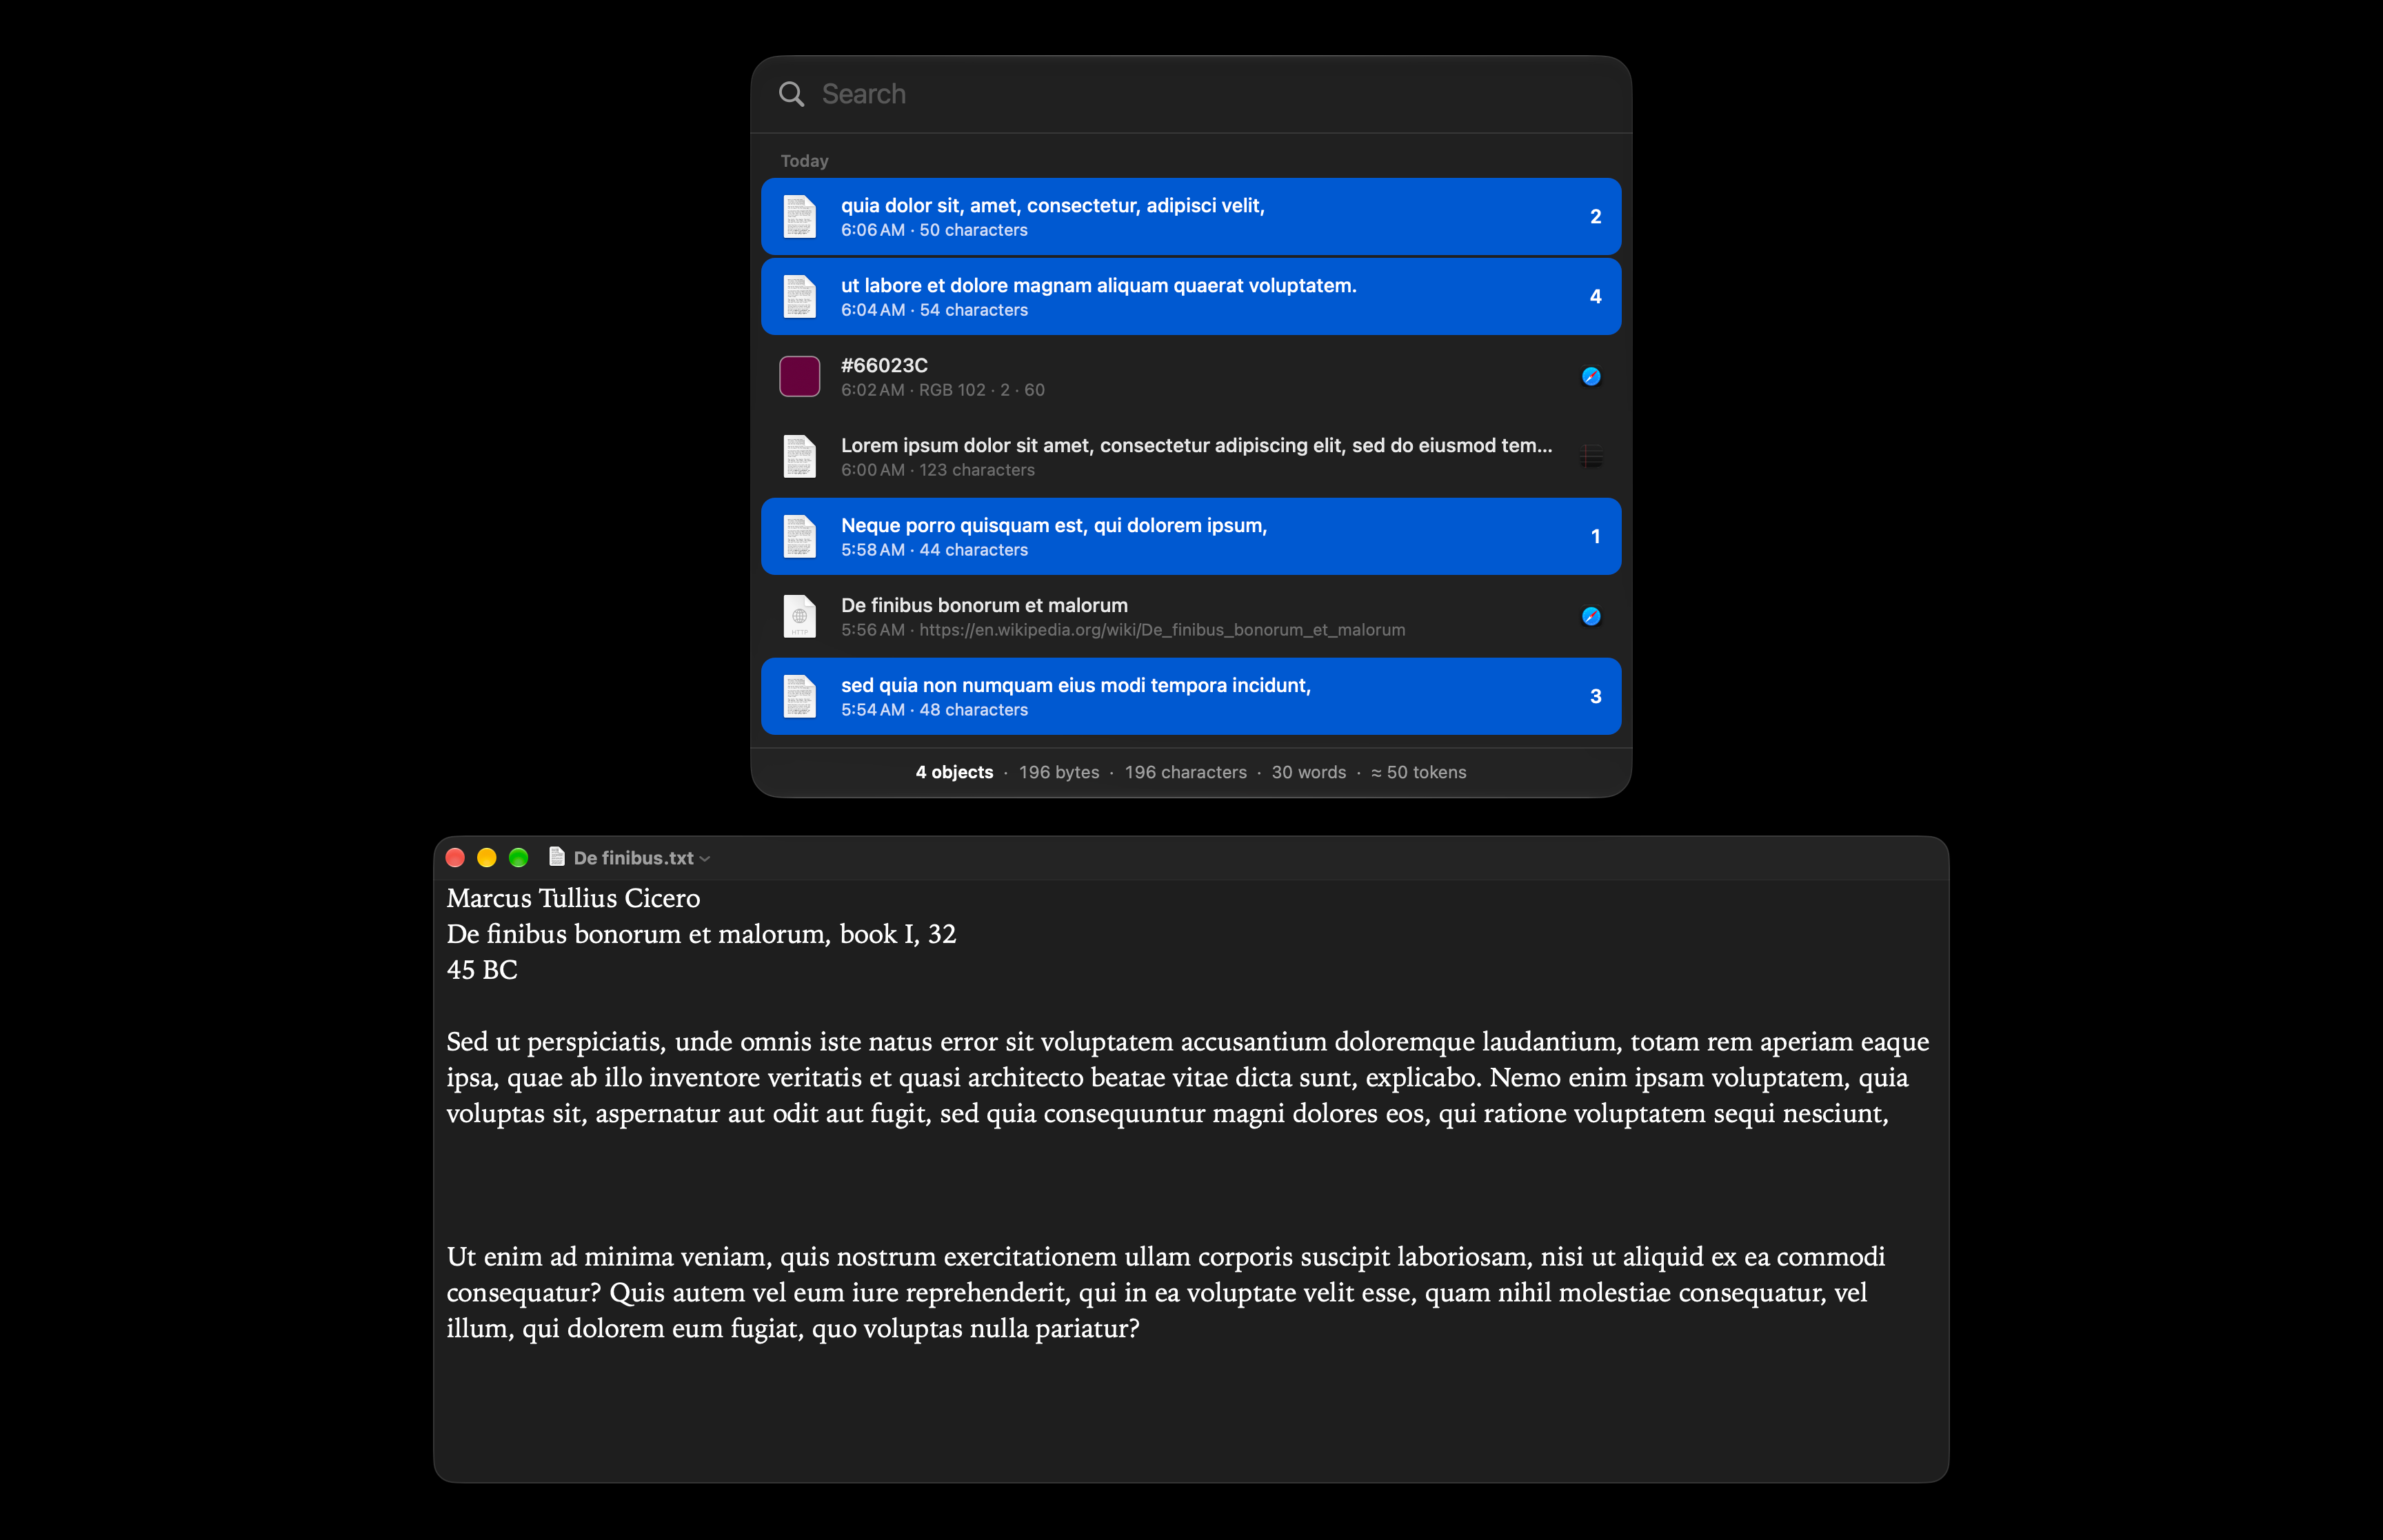 Search
Today
quia dolor sit, amet, consectetur, adipisci velit,
6:06 AM · 50 characters
2
ut labore et dolore magnam aliquam quaerat voluptatem.
6:04 AM · 54 characters
4
#66023C
6:02 AM · RGB 102 · 2 · 60
Lorem ipsum dolor sit amet, consectetur adipiscing elit, sed do eiusmod tem...
6:00 AM · 123 characters
Neque porro quisquam est, qui dolorem ipsum,
5:58 AM · 44 characters
1
De finibus bonorum et malorum
5:56 AM · https://en.wikipedia.org/wiki/De_finibus_bonorum_et_malorum
HTTP
sed quia non numquam eius modi tempora incidunt,
5:54 AM · 48 characters
3
4 objects · 196 bytes · 196 characters · 30 words · ≈ 50 tokens
De finibus.txt
Marcus Tullius Cicero
De finibus bonorum et malorum, book I, 32
45 BC
Sed ut perspiciatis, unde omnis iste natus error sit voluptatem accusantium doloremque laudantium, totam rem aperiam eaque
ipsa, quae ab illo inventore veritatis et quasi architecto beatae vitae dicta sunt, explicabo. Nemo enim ipsam voluptatem, quia
voluptas sit, aspernatur aut odit aut fugit, sed quia consequuntur magni dolores eos, qui ratione voluptatem sequi nesciunt,
Ut enim ad minima veniam, quis nostrum exercitationem ullam corporis suscipit laboriosam, nisi ut aliquid ex ea commodi
consequatur? Quis autem vel eum iure reprehenderit, qui in ea voluptate velit esse, quam nihil molestiae consequatur, vel
illum, qui dolorem eum fugiat, quo voluptas nulla pariatur?